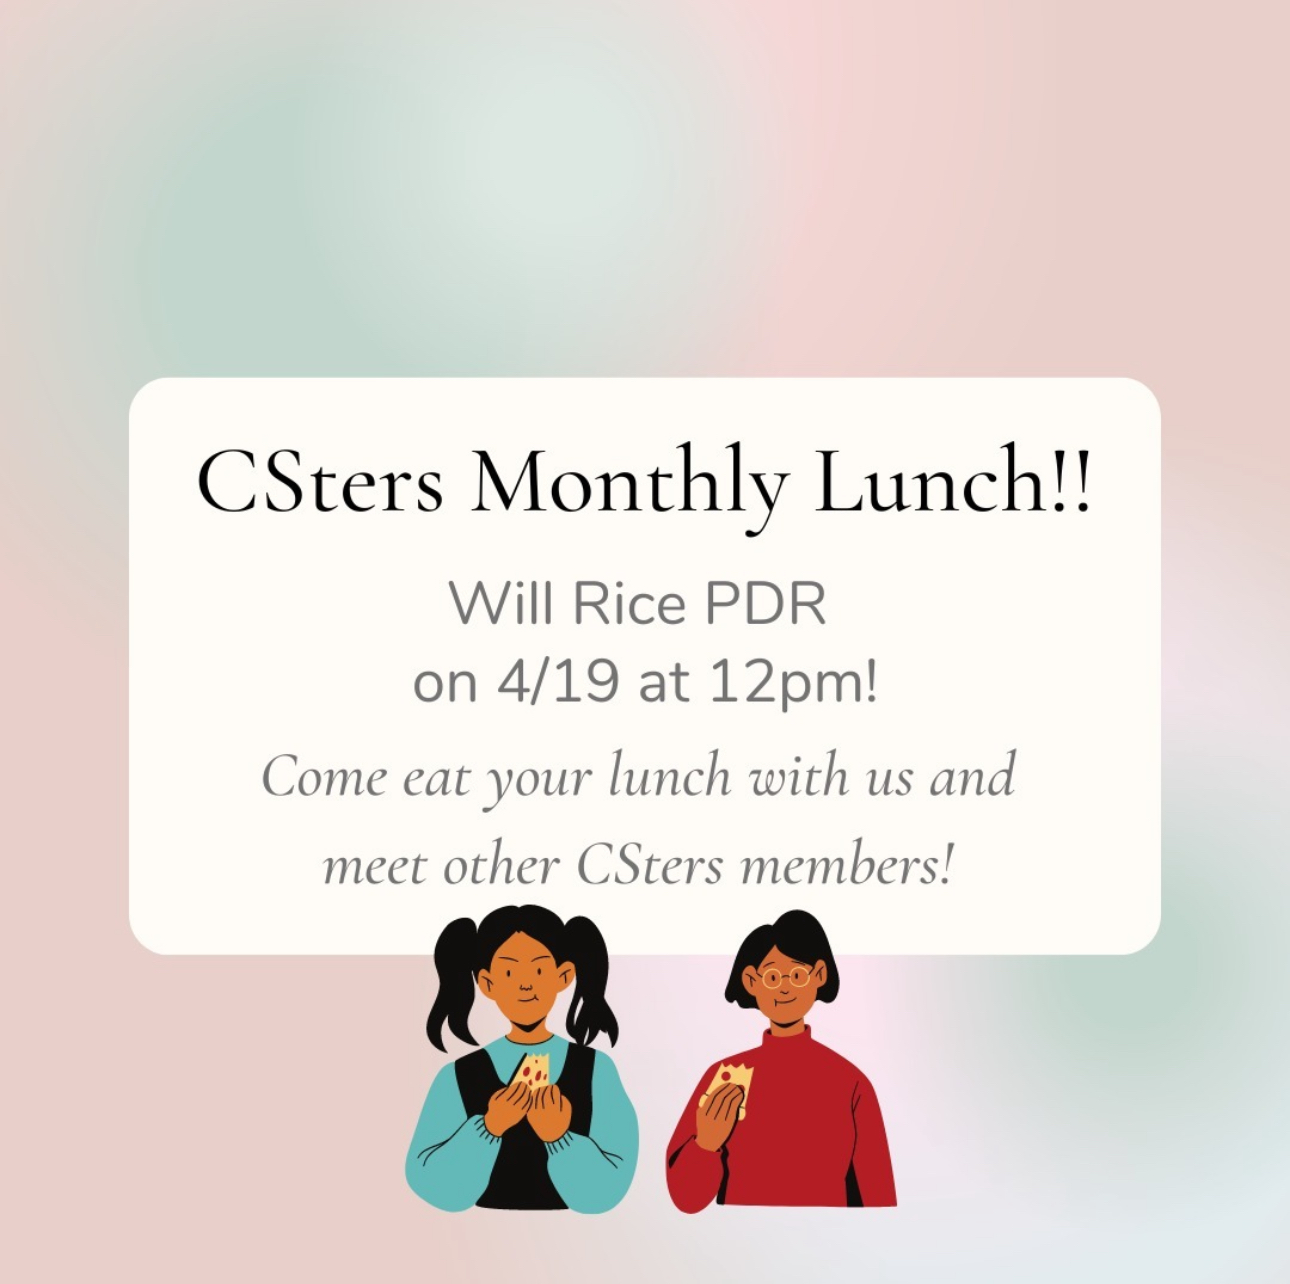 CSters Monthly Lunch!!
Will Rice PDR
on 4/19 at 12pm!
Come eat your lunch with us and
meet other CSters members!